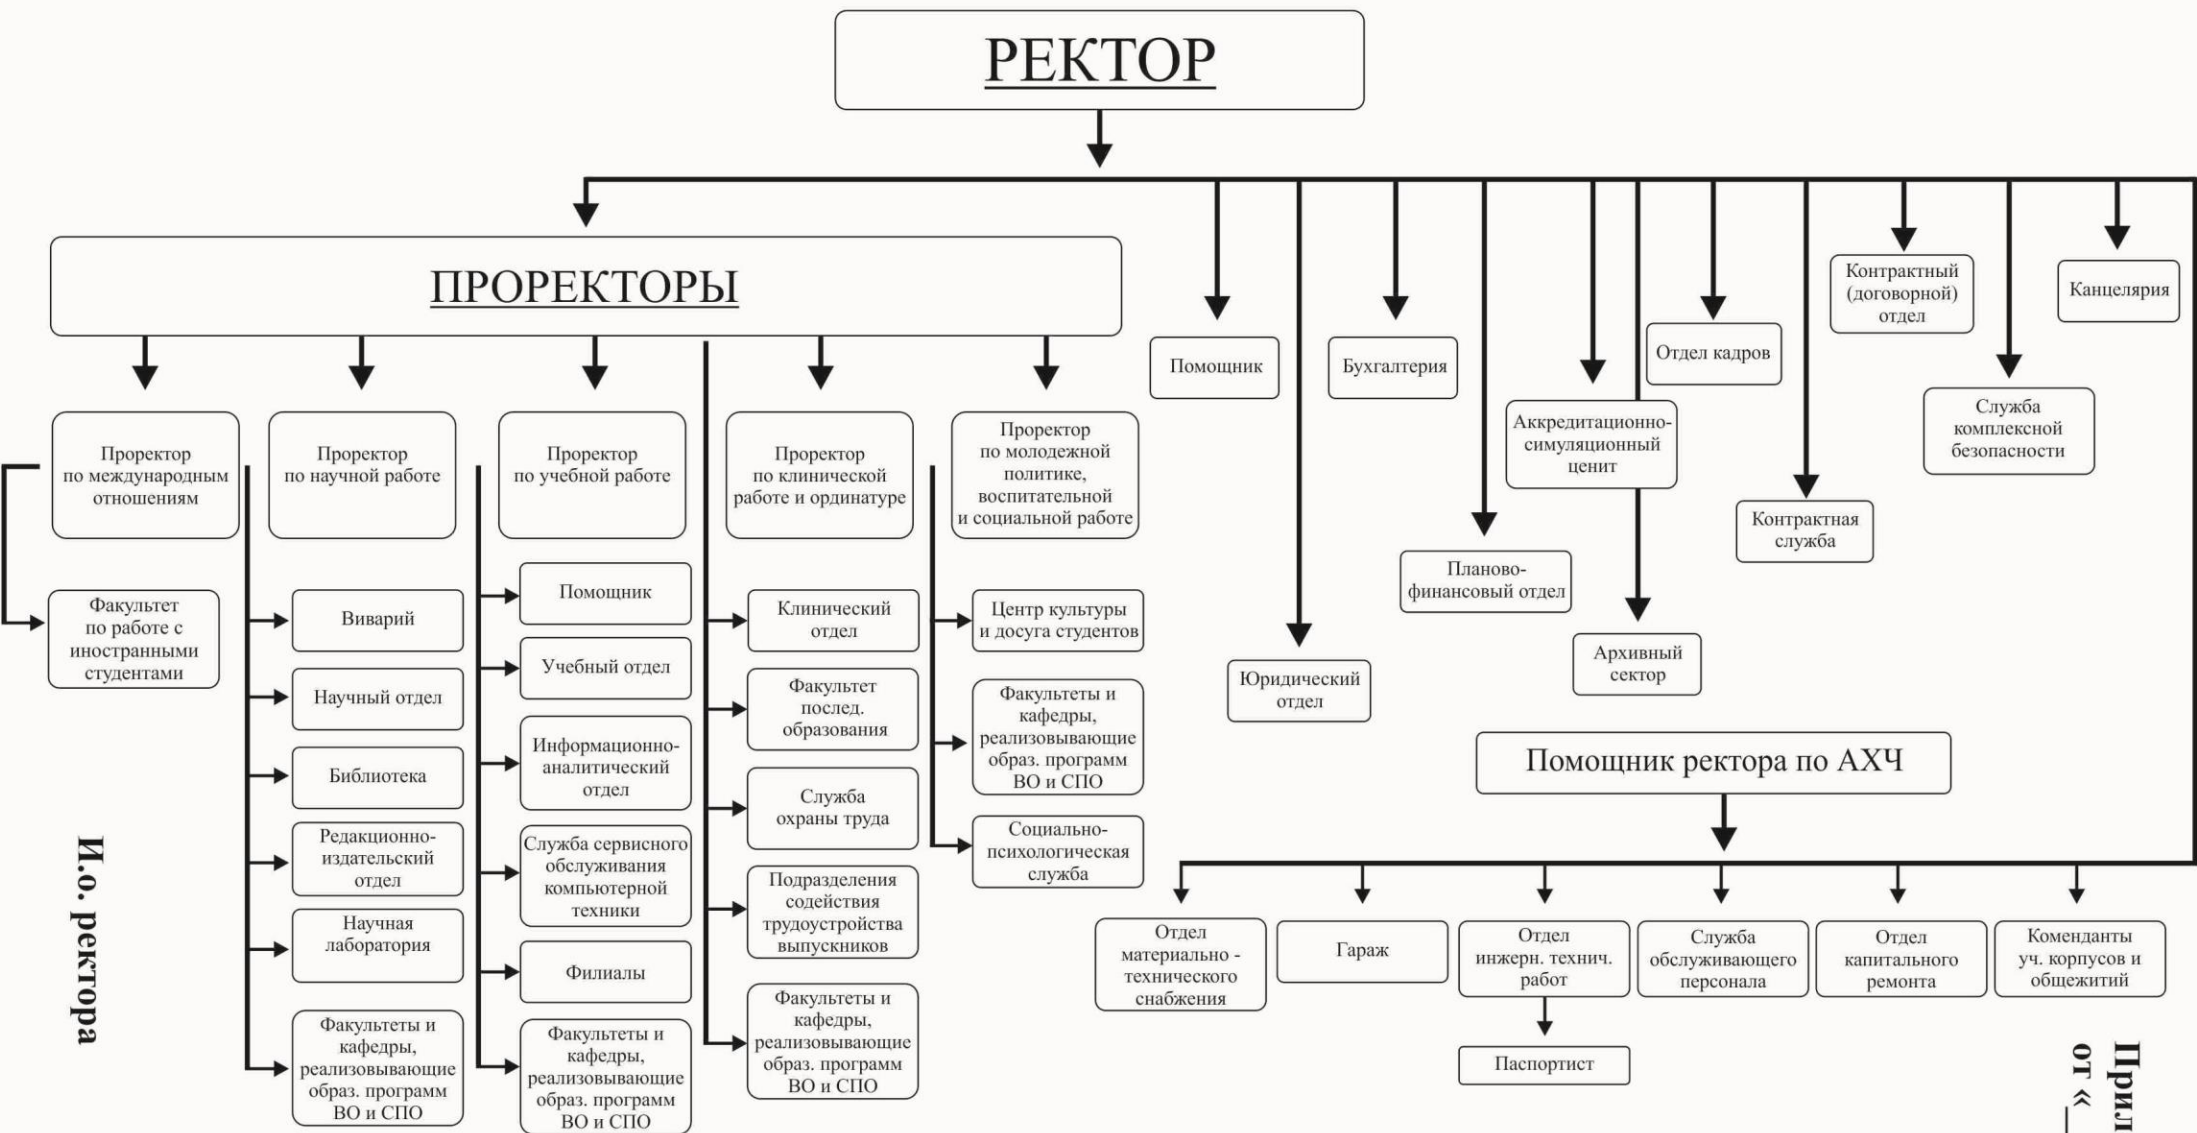 РЕКТОР
ПРОРЕКТОРЫ
Проректор
по международным
отношениям
Факультет
по работе с
иностранными
студентами
Проректор
по научной работе
Виварий
Научный отдел
Библиотека
Редакционно-
издательский
отдел
Научная
лаборатория
Факультеты и
кафедры,
реализовывающие
образ. программ
ВО и СПО
Проректор
по учебной работе
Помощник
Учебный отдел
Информационно-
аналитический
отдел
Служба сервисного
обслуживания
компьютерной
техники
Филиалы
Факультеты и
кафедры,
реализовывающие
образ. программ
ВО и СПО
Проректор
по клинической
работе и ординатуре
Клинический
отдел
Факультет
послед.
образования
Служба
охраны труда
Подразделения
содействия
трудоустройства
выпускников
Факультеты и
кафедры,
реализовывающие
образ. программ
ВО и СПО
Проректор
по молодежной
политике,
воспитательной
и социальной работе
Центр культуры
и досуга студентов
Факультеты и
кафедры,
реализовывающие
образ. программ
ВО и СПО
Социально-
психологическая
служба
Помощник
Юридический
отдел
Бухгалтерия
Планово-
финансовый отдел
Аккредитационно-
симуляционный
ценит
Архивный
сектор
Отдел кадров
Контрактная
служба
Контрактный
(договорной)
отдел
Служба
комплексной
безопасности
Канцелярия
Помощник ректора по АХЧ
Отдел
материально -
технического
снабжения
Гараж
Отдел
инжерн. технич.
работ
Паспортист
Служба
обслуживающего
персонала
Отдел
капитального
ремонта
Коменданты
уч. корпусов и
общежитий
И.о. ректора
от «